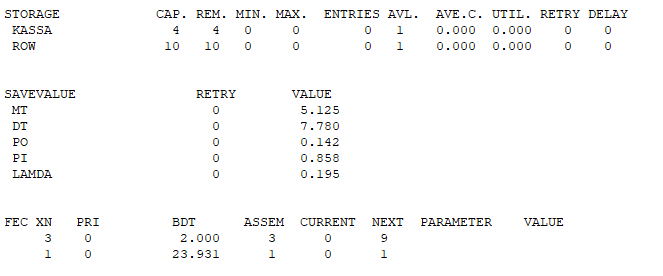 STORAGE CAP. REM. MIN. MAX. ENTRIES AVL. AVE.C. UTIL. RETRY DELAY
KASSA 4 4 0 0 0 1 0.000 0.000 0 0
ROW 10 10 0 0 0 1 0.000 0.000 0 0
SAVEVALUE RETRY VALUE
MT 0 5.125
DT 0 7.780
PO 0 0.142
PI 0 0.858
LAMDA 0 0.195
FEC XN PRI BDT ASSEM CURRENT NEXT PARAMETER VALUE
3 0 2.000 3 0 9
1 0 23.931 1 0 1